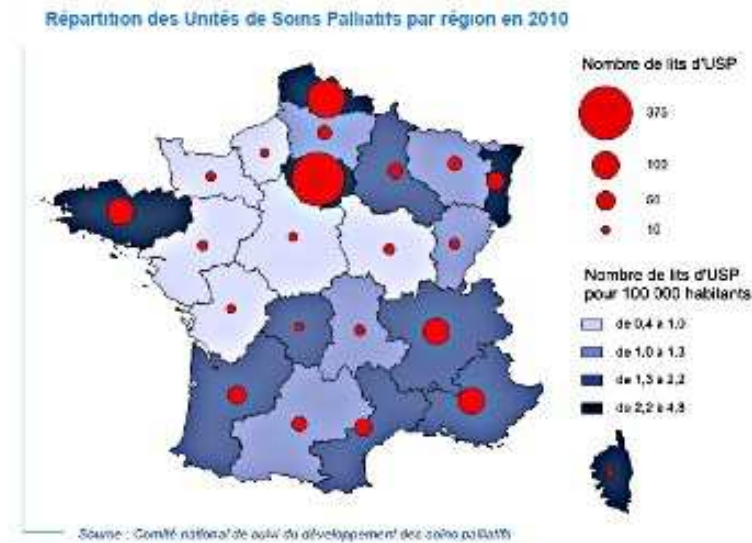 Répartition des Unités de Soins Palliatifs par région en 2010
Nombre de lits d'USP
375
100
50
10
Nombre de lits d'USP
pour 100 000 habitants
de 0,4 à 1,0
de 1,0 à 1,3
de 1,3 à 2,2
de 2,2 à 4,8
Source : Comité national de suivi du développement des soins palliatifs